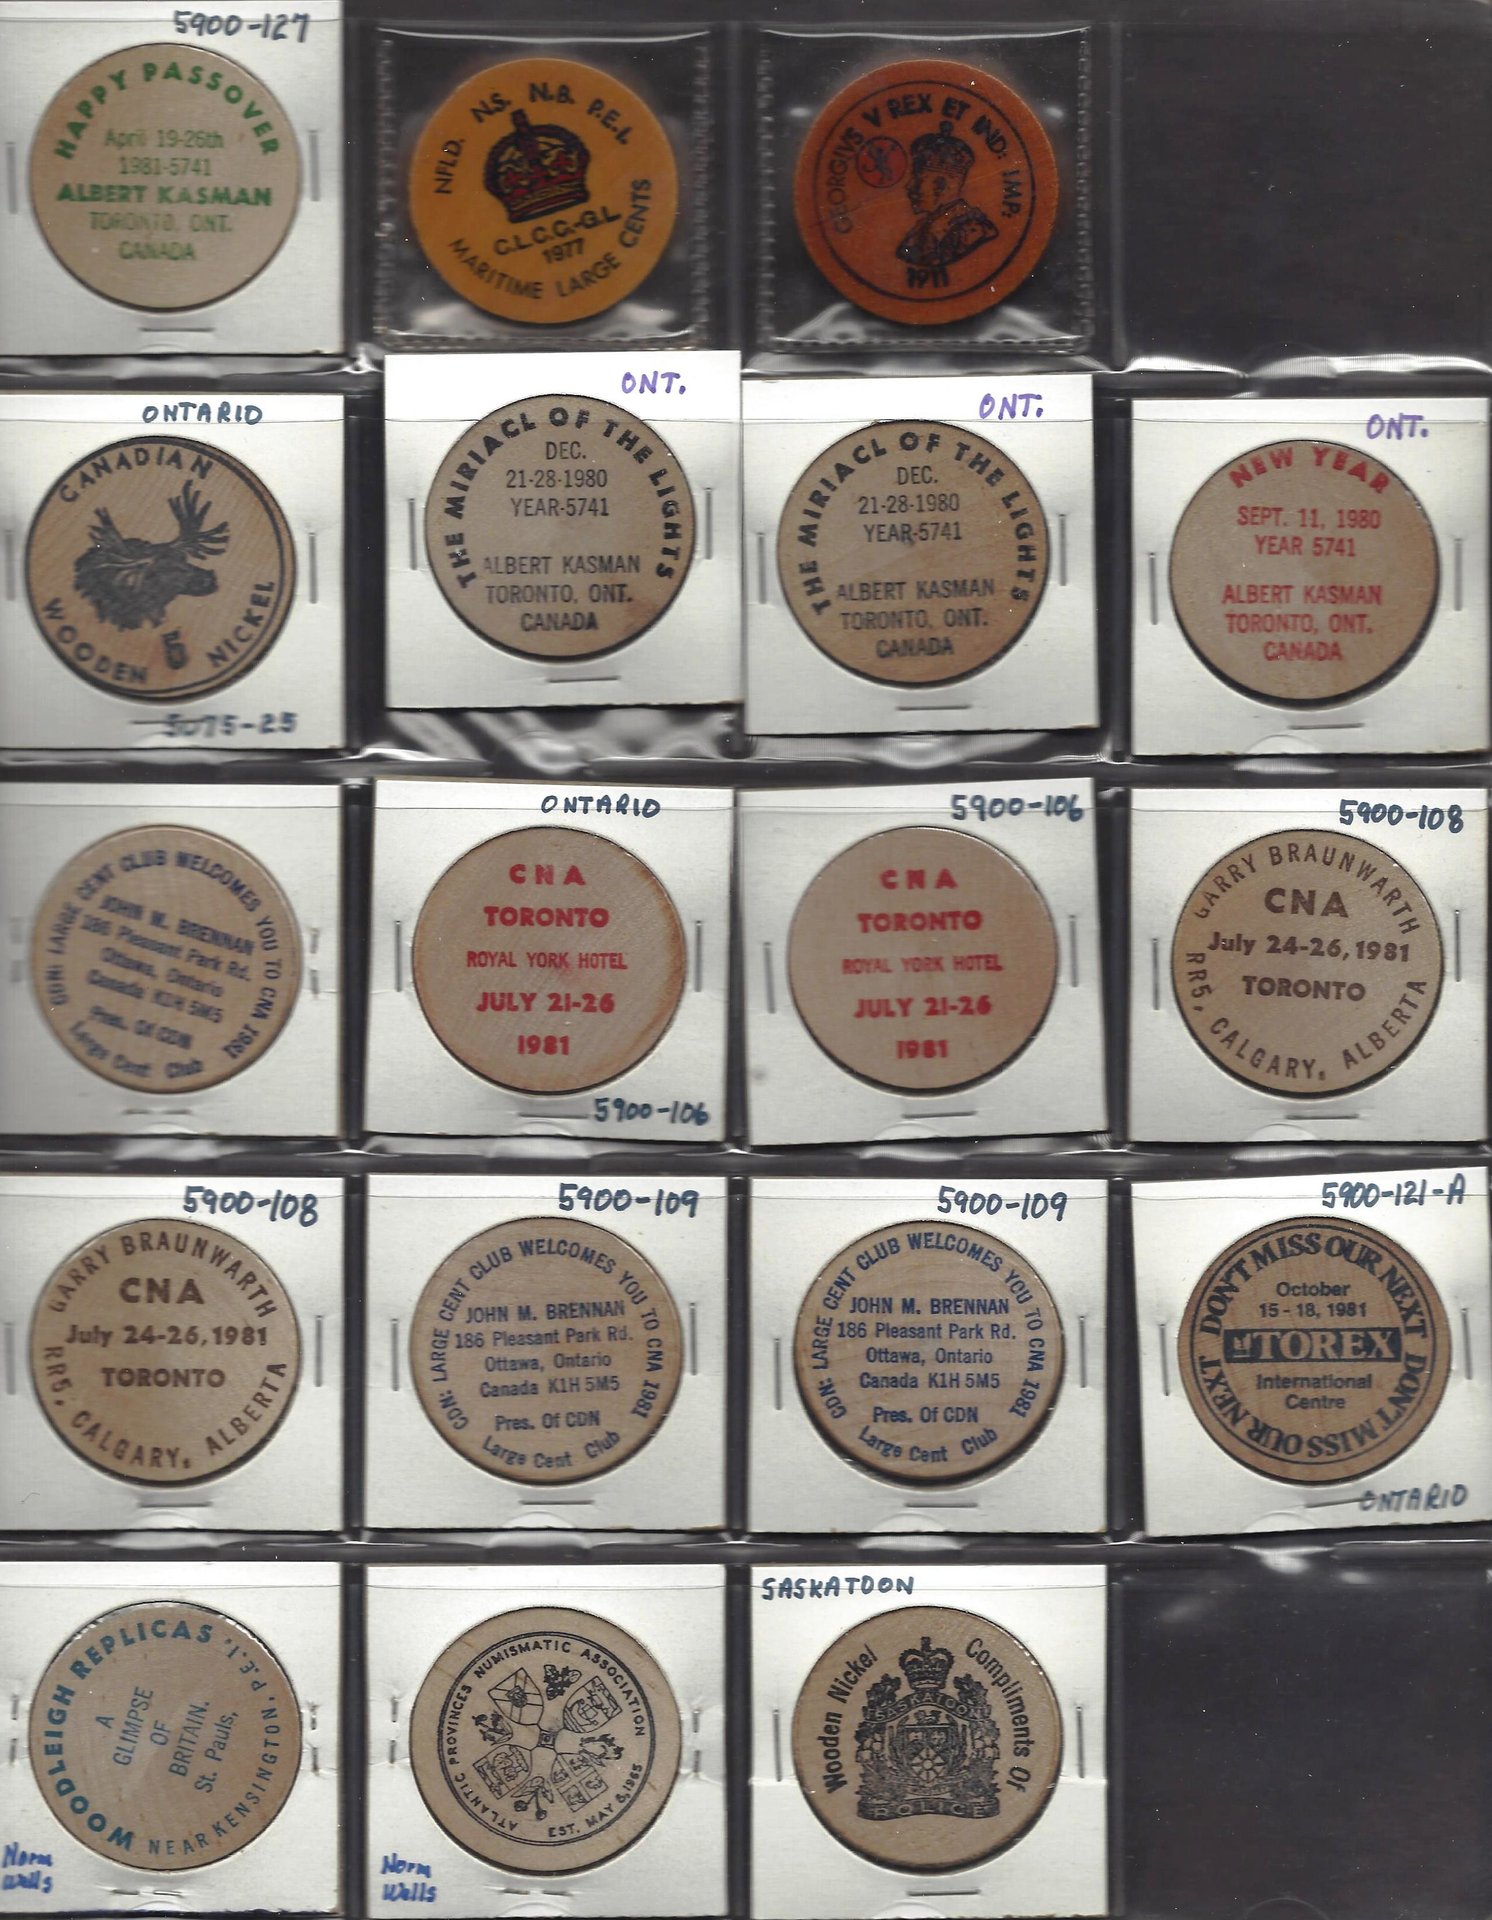 5900-127
HAPPY PASSOVER
April 19-26th
1981-5741
ALBERT KASMAN
TORONTO, ONT.
CANADA
NFLD. N.S. N.B. P.E.I.
C.L.C.C.-G.L
1977
MARITIME LARGE CENTS
GEORGIVS V REX ET IND: IMP:
1911
ONTARIO
CANADIAN
WOODEN 5 NICKEL
5075-25
ONT.
THE MIRIACL OF THE LIGHTS
DEC.
21-28-1980
YEAR-5741
ALBERT KASMAN
TORONTO, ONT.
CANADA
ONT.
THE MIRIACL OF THE LIGHTS
DEC.
21-28-1980
YEAR-5741
ALBERT KASMAN
TORONTO, ONT.
CANADA
ONT.
NEW YEAR
SEPT. 11, 1980
YEAR 5741
ALBERT KASMAN
TORONTO, ONT.
CANADA
CDN: LARGE CENT CLUB WELCOMES YOU TO CNA 1981
JOHN M. BRENNAN
186 Pleasant Park Rd.
Ottawa, Ontario
Canada K1H 5M5
Pres. Of CDN
Large Cent Club
ONTARIO
CNA
TORONTO
ROYAL YORK HOTEL
JULY 21-26
1981
5900-106
5900-106
CNA
TORONTO
ROYAL YORK HOTEL
JULY 21-26
1981
5900-108
GARRY BRAUNWARTH
CNA
July 24-26, 1981
TORONTO
RR5, CALGARY, ALBERTA
5900-108
GARRY BRAUNWARTH
CNA
July 24-26, 1981
TORONTO
RR5, CALGARY, ALBERTA
5900-109
CDN: LARGE CENT CLUB WELCOMES YOU TO CNA 1981
JOHN M. BRENNAN
186 Pleasant Park Rd.
Ottawa, Ontario
Canada K1H 5M5
Pres. Of CDN
Large Cent Club
5900-109
CDN: LARGE CENT CLUB WELCOMES YOU TO CNA 1981
JOHN M. BRENNAN
186 Pleasant Park Rd.
Ottawa, Ontario
Canada K1H 5M5
Pres. Of CDN
Large Cent Club
5900-121-A
DON'T MISS OUR NEXT
DON'T MISS OUR NEXT
October
15 - 18, 1981
TOREX
International
Centre
ONTARIO
WOODLEIGH REPLICAS
A
GLIMPSE
OF
BRITAIN.
St. Pauls,
NEAR KENSINGTON, P.E.I.
Norm
Wells
ATLANTIC PROVINCES NUMISMATIC ASSOCIATION
EST. MAY 8, 1965
Norm
Wells
SASKATOON
Wooden Nickel
Compliments Of
SASKATOON
POLICE